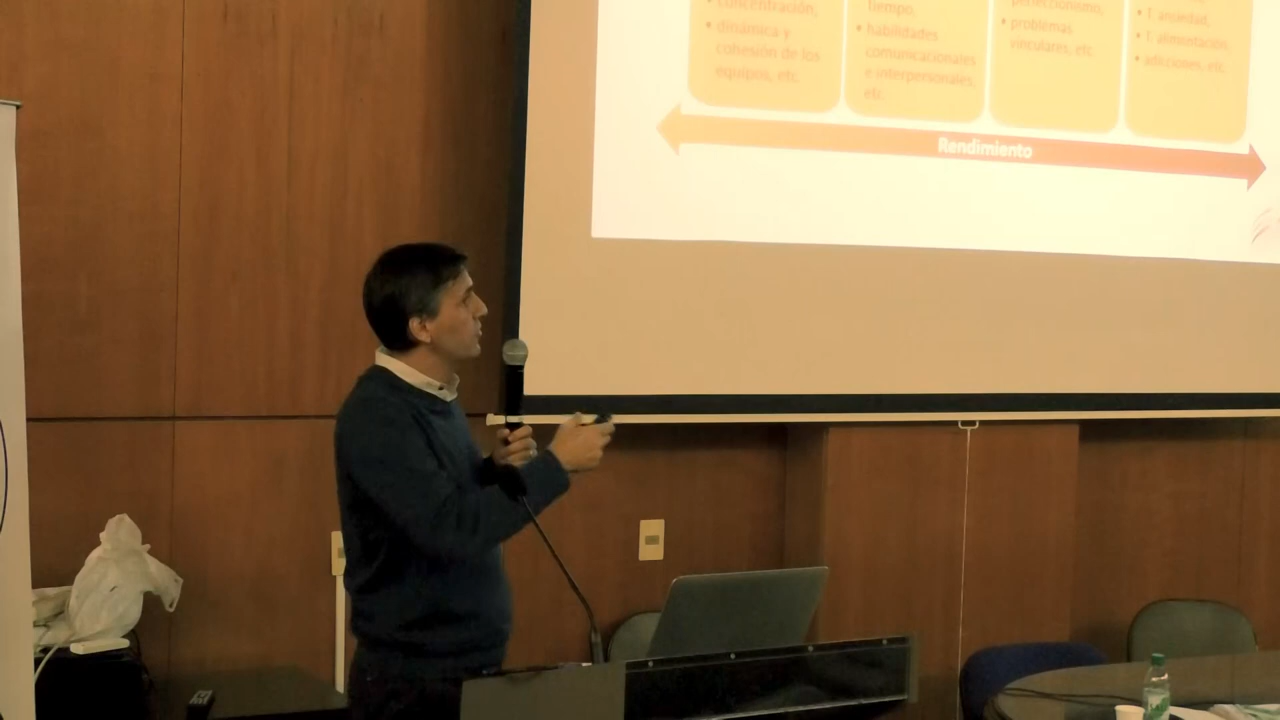 • concentración,
• dinámica y
cohesión de los
equipos, etc.
tiempo,
• habilidades
comunicacionales
e interpersonales,
etc.
perfeccionismo,
• problemas
vinculares, etc.
• T. ansiedad,
• T. alimentación,
• adicciones, etc.
Rendimiento